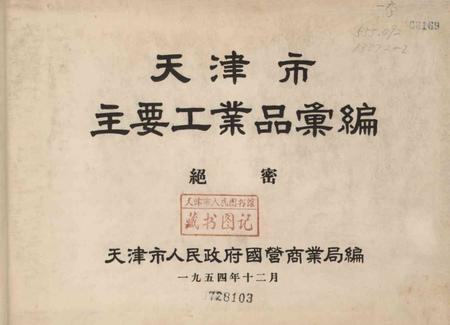 天津市
主要工業品彙編
絕密
天津市人民图书馆
藏书图记
天津市人民政府國營商業局編
一九五四年十二月
728103